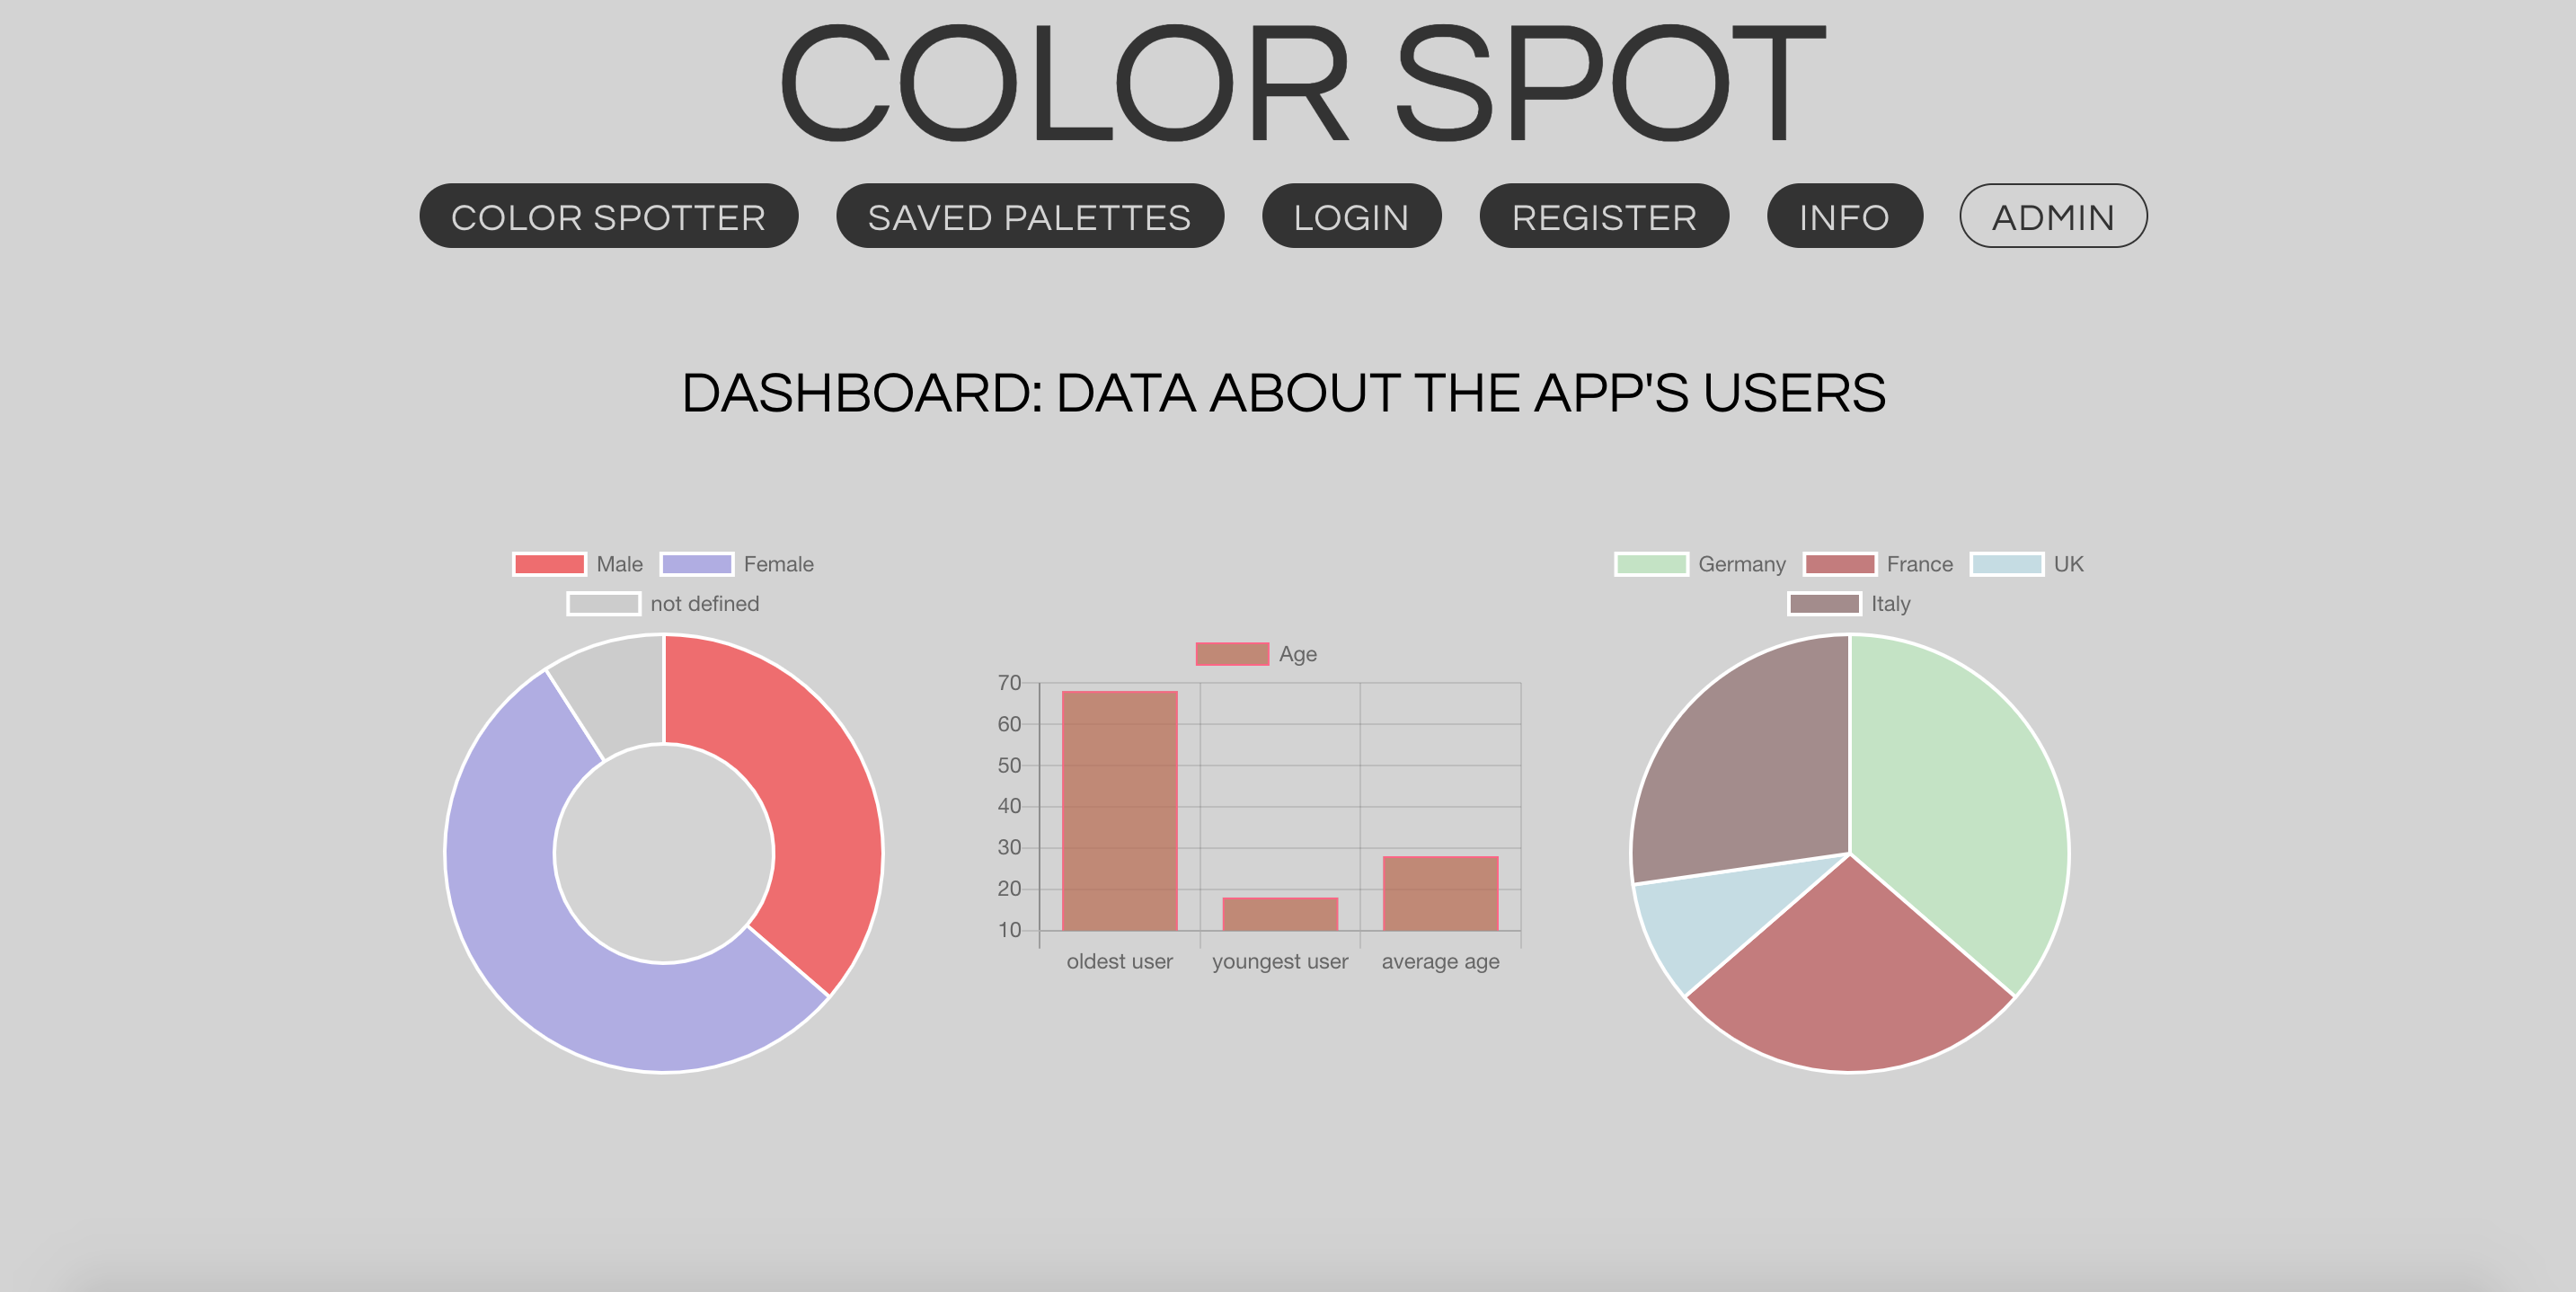 COLOR SPOT
COLOR SPOTTER SAVED PALETTES LOGIN REGISTER INFO ADMIN
DASHBOARD: DATA ABOUT THE APP'S USERS
Male Female
not defined
Age
70
60
50
40
30
20
10
oldest user youngest user average age
Germany France UK
Italy